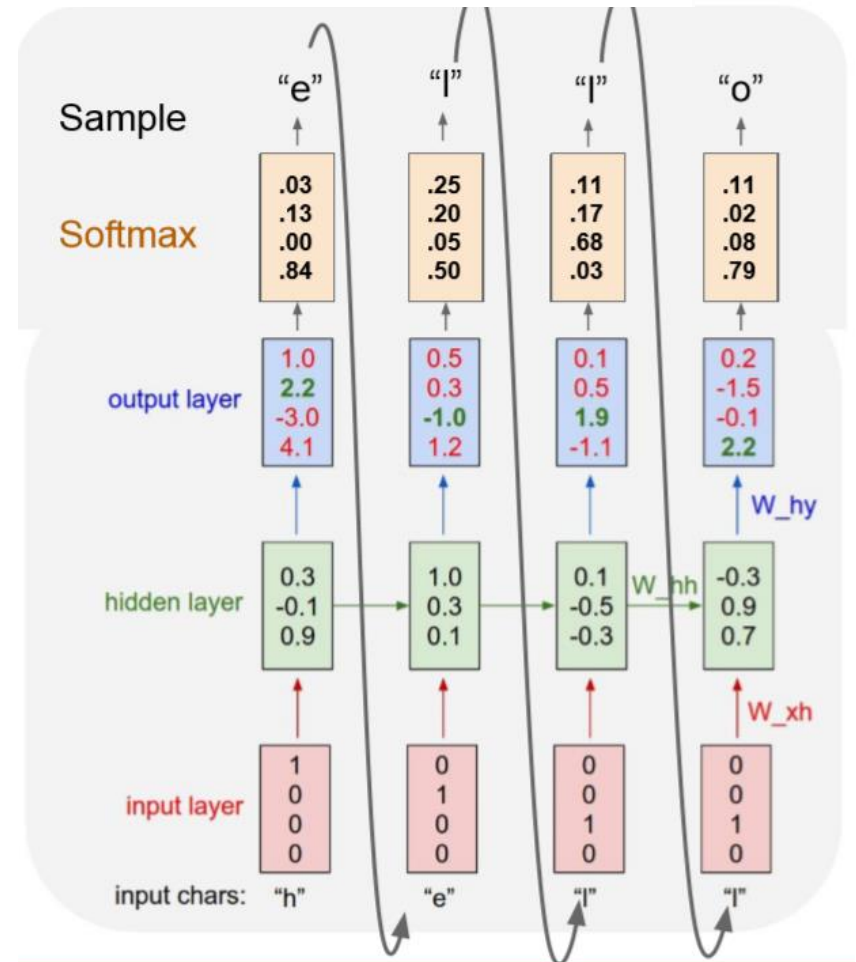 “e” “l” “l” “o”
Sample
.03 .25 .11 .11
.13 .20 .17 .02
.00 .05 .68 .08
.84 .50 .03 .79
Softmax
1.0 0.5 0.1 0.2
2.2 0.3 0.5 -1.5
-3.0 -1.0 1.9 -0.1
4.1 1.2 -1.1 2.2
output layer
W_hy
0.3 1.0 0.1 -0.3
-0.1 0.3 -0.5 0.9
0.9 0.1 -0.3 0.7
hidden layer
W_hh
W_xh
1 0 0 0
0 1 0 0
0 0 1 1
0 0 0 0
input layer
input chars: “h” “e” “l” “l”